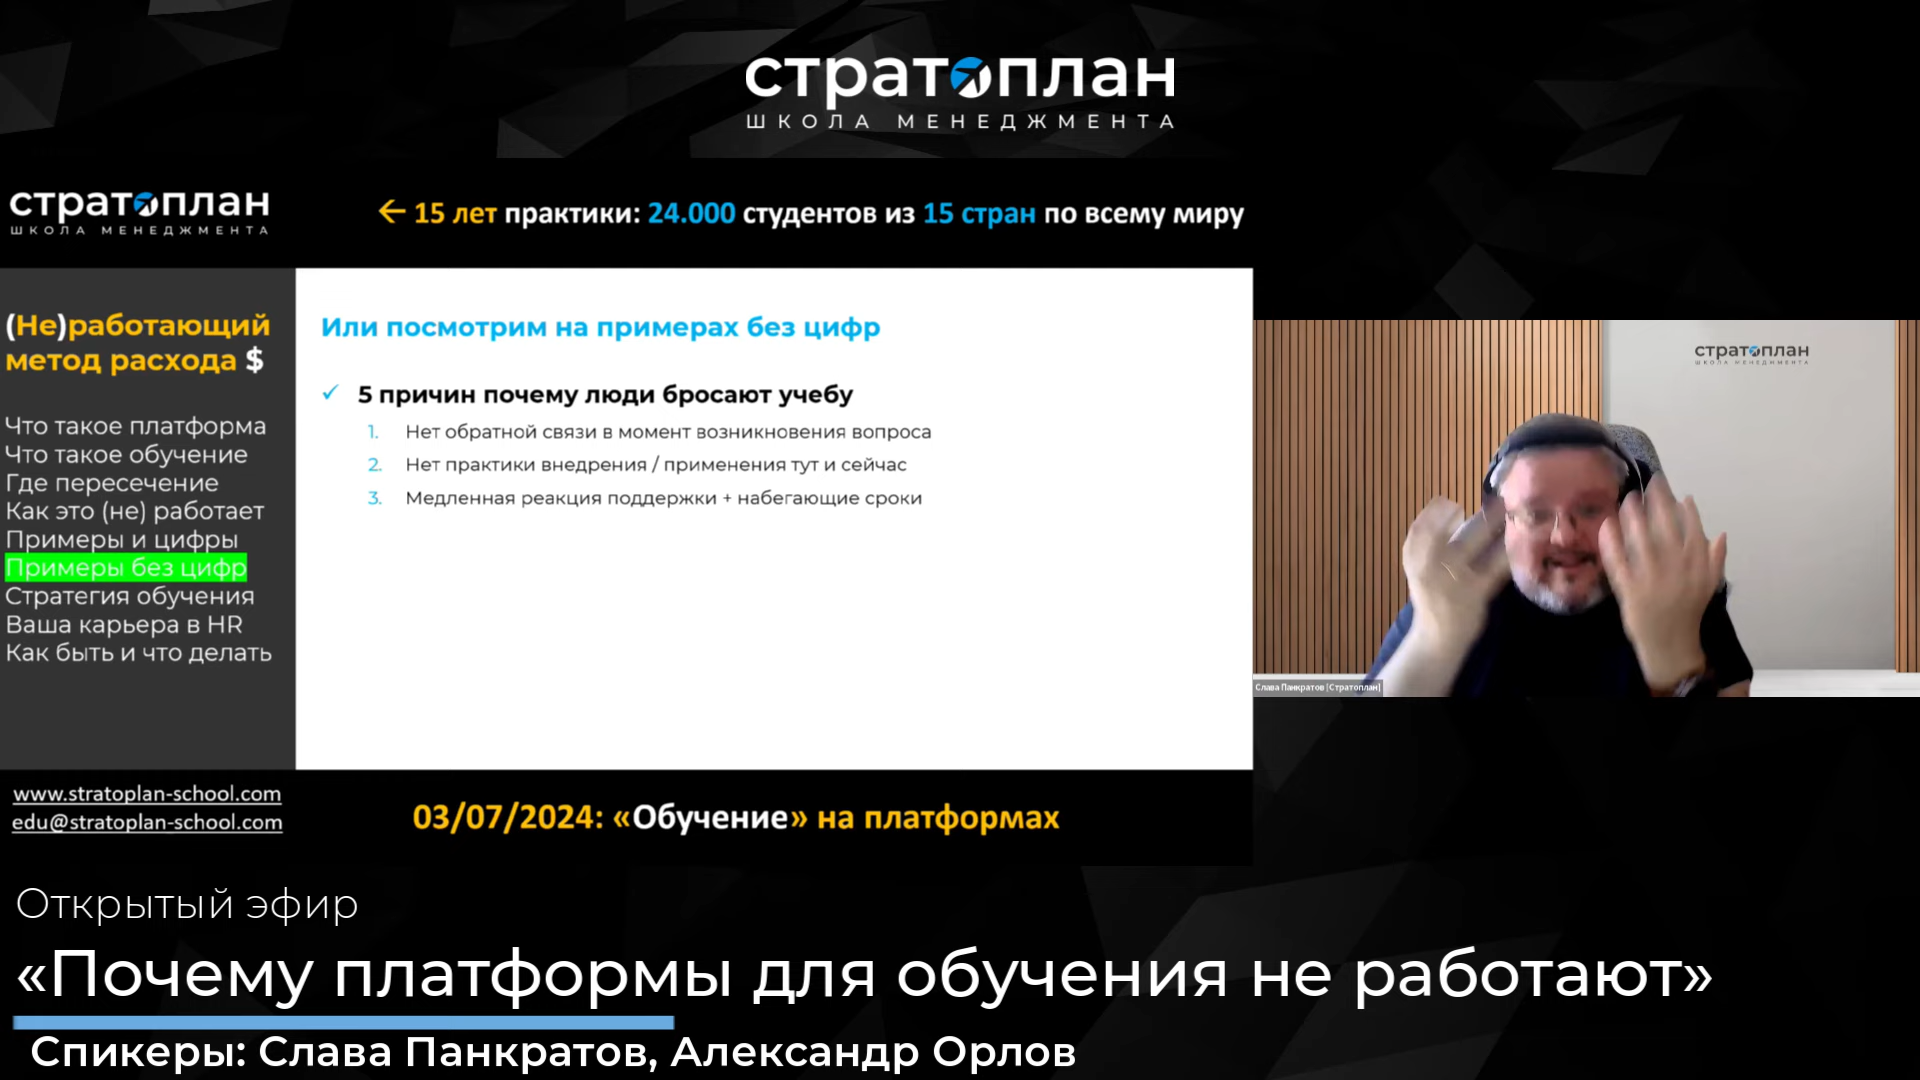 стратоплан
ШКОЛА МЕНЕДЖМЕНТА
стратоплан
ШКОЛА МЕНЕДЖМЕНТА
← 15 лет практики: 24.000 студентов из 15 стран по всему миру
(Не)работающий
метод расхода $
Что такое платформа
Что такое обучение
Где пересечение
Как это (не) работает
Примеры и цифры
Примеры без цифр
Стратегия обучения
Ваша карьера в HR
Как быть и что делать
Или посмотрим на примерах без цифр
✓ 5 причин почему люди бросают учебу
1. Нет обратной связи в момент возникновения вопроса
2. Нет практики внедрения / применения тут и сейчас
3. Медленная реакция поддержки + набегающие сроки
стратоплан
ШКОЛА МЕНЕДЖМЕНТА
Слава Панкратов [Стратоплан]
www.stratoplan-school.com
edu@stratoplan-school.com
03/07/2024: «Обучение» на платформах
Открытый эфир
«Почему платформы для обучения не работают»
Спикеры: Слава Панкратов, Александр Орлов